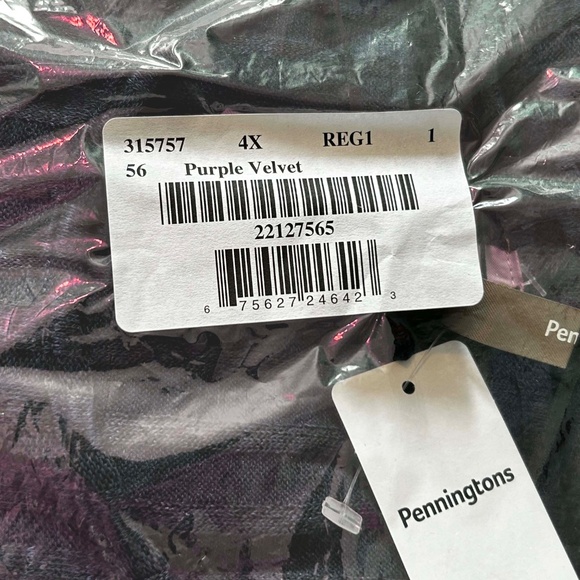 315757 4X REG1 1
56 Purple Velvet
22127565
6 75627 24642 3
Pen
Penningtons